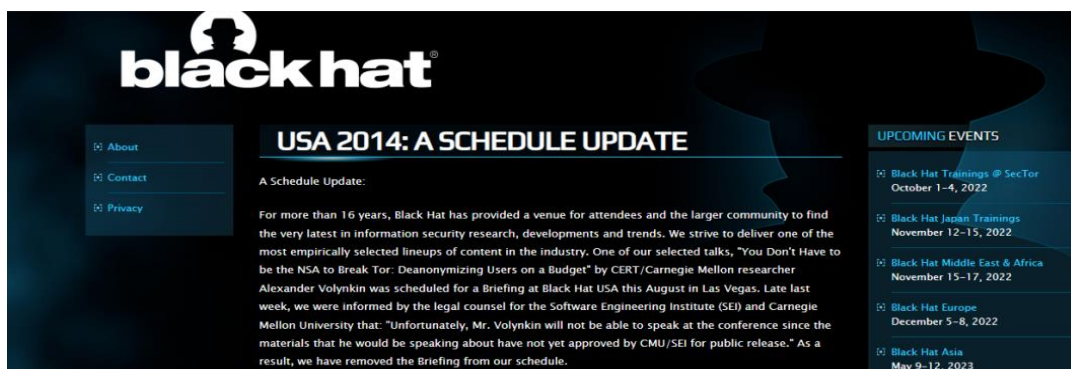 black hat®
About
Contact
Privacy
USA 2014: A SCHEDULE UPDATE
A Schedule Update:
For more than 16 years, Black Hat has provided a venue for attendees and the larger community to find
the very latest in information security research, developments and trends. We strive to deliver one of the
most empirically selected lineups of content in the industry. One of our selected talks, "You Don't Have to
be the NSA to Break Tor: Deanonymizing Users on a Budget" by CERT/Carnegie Mellon researcher
Alexander Volynkin was scheduled for a Briefing at Black Hat USA this August in Las Vegas. Late last
week, we were informed by the legal counsel for the Software Engineering Institute (SEI) and Carnegie
Mellon University that: "Unfortunately, Mr. Volynkin will not be able to speak at the conference since the
materials that he would be speaking about have not yet approved by CMU/SEI for public release." As a
result, we have removed the Briefing from our schedule.
UPCOMING EVENTS
Black Hat Trainings @ SecTor
October 1-4, 2022
Black Hat Japan Trainings
November 12-15, 2022
Black Hat Middle East & Africa
November 15-17, 2022
Black Hat Europe
December 5-8, 2022
Black Hat Asia
May 9-12, 2023